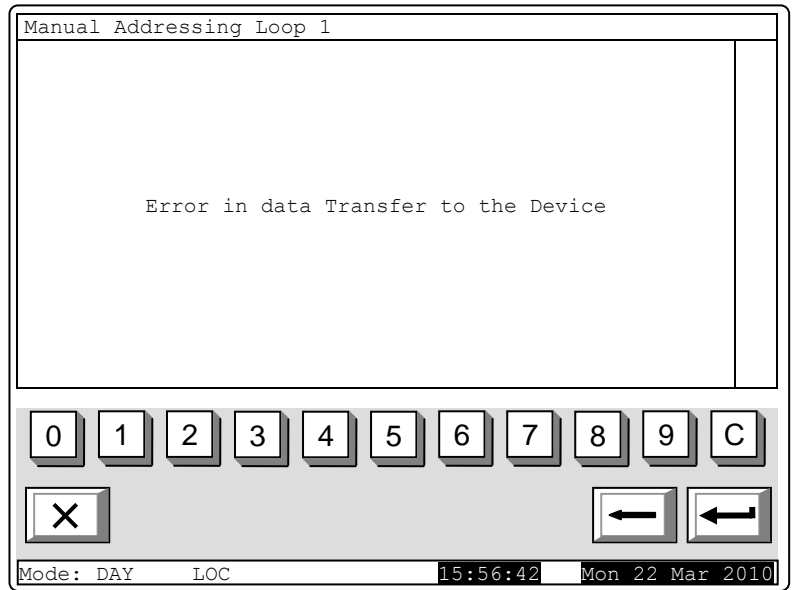 Manual Addressing Loop 1
Error in data Transfer to the Device
0 1 2 3 4 5 6 7 8 9 C
Mode: DAY LOC 15:56:42 Mon 22 Mar 2010